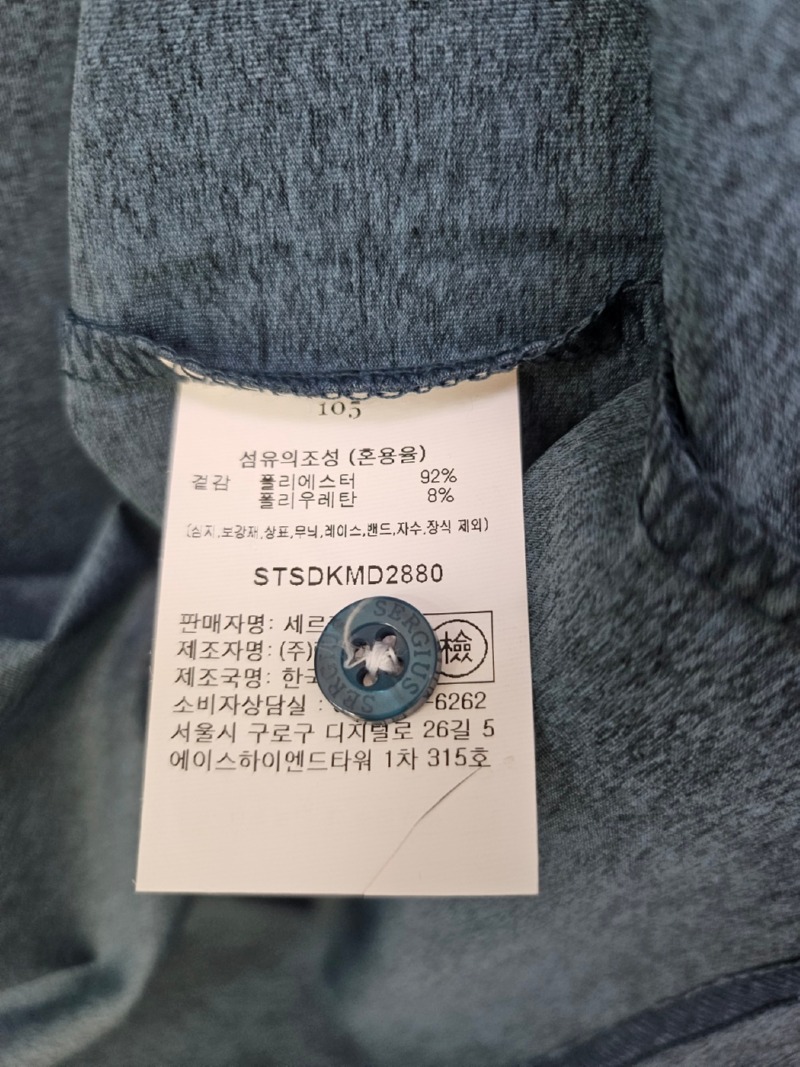 105
섬유의조성 (혼용율)
겉감 폴리에스터 92%
폴리우레탄 8%
(심지,보강재,상표,무늬,레이스,밴드,자수,장식 제외)
STSDKMD2880
판매자명: 세르
제조자명: (주)
檢
제조국명: 한국
소비자상담실 : -6262
서울시 구로구 디지털로 26길 5
에이스하이엔드타워 1차 315호
SERGIUS